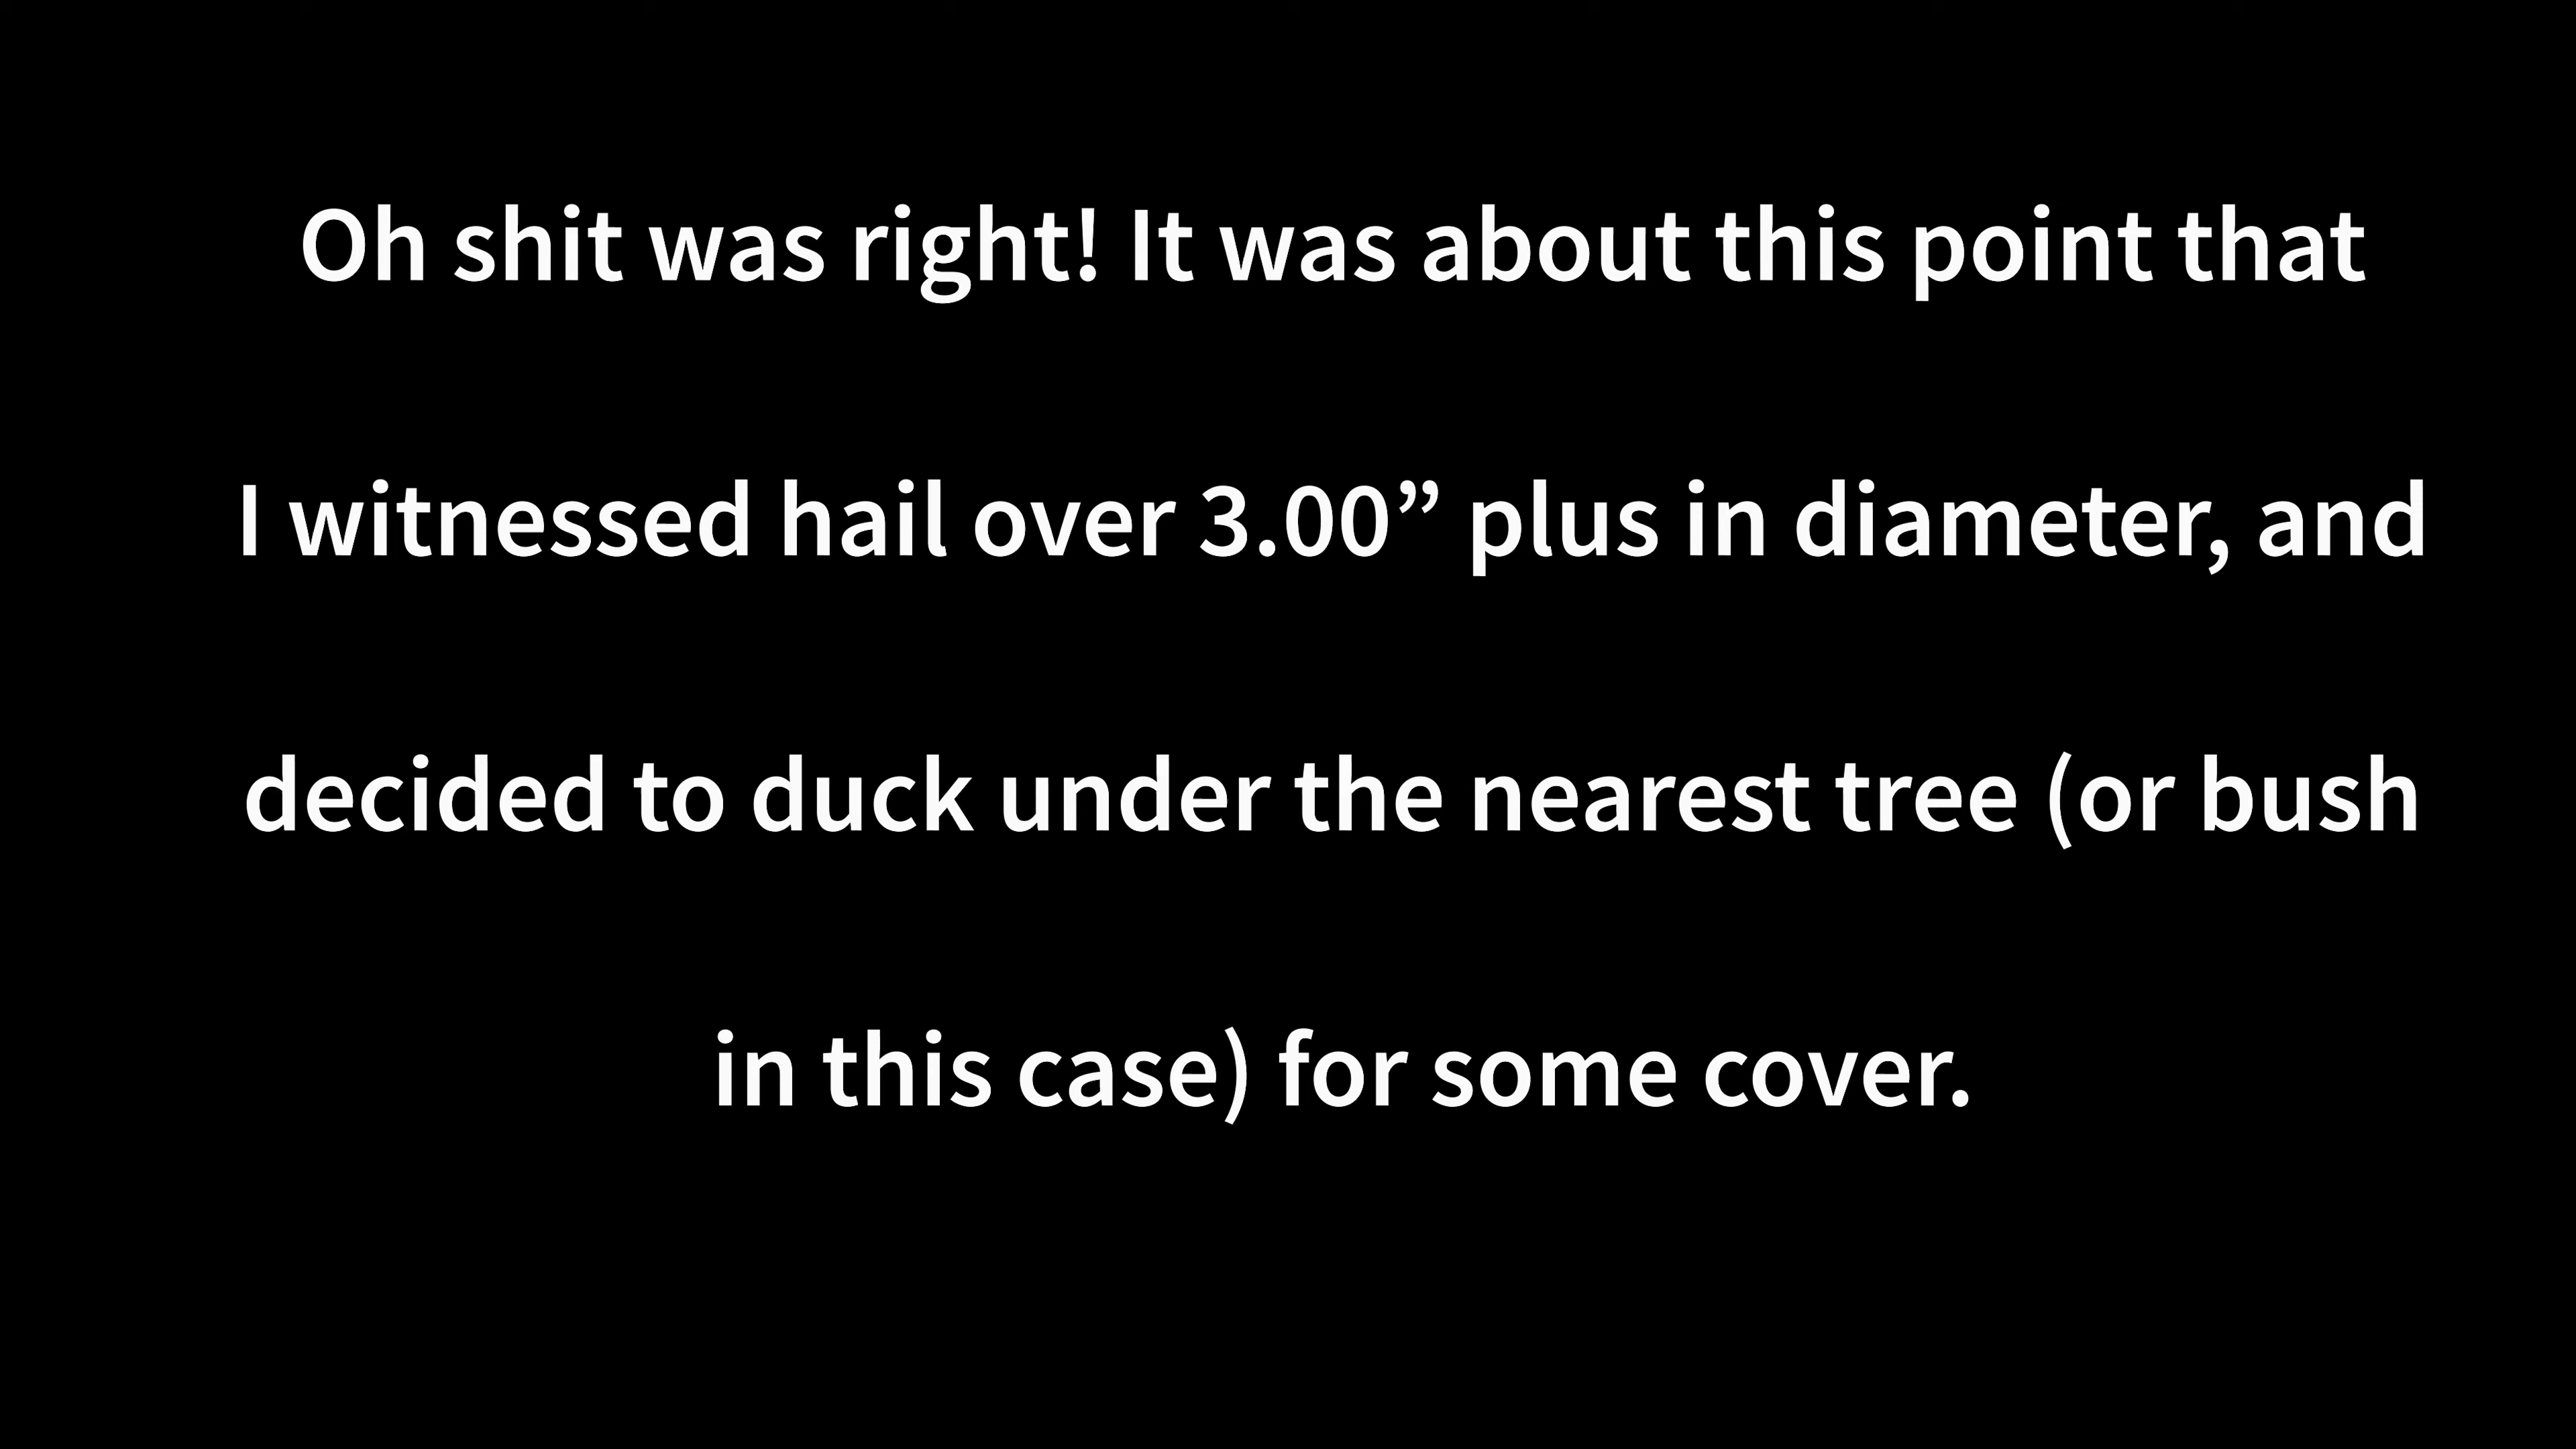 Oh shit was right! It was about this point that
I witnessed hail over 3.00” plus in diameter, and
decided to duck under the nearest tree (or bush
in this case) for some cover.